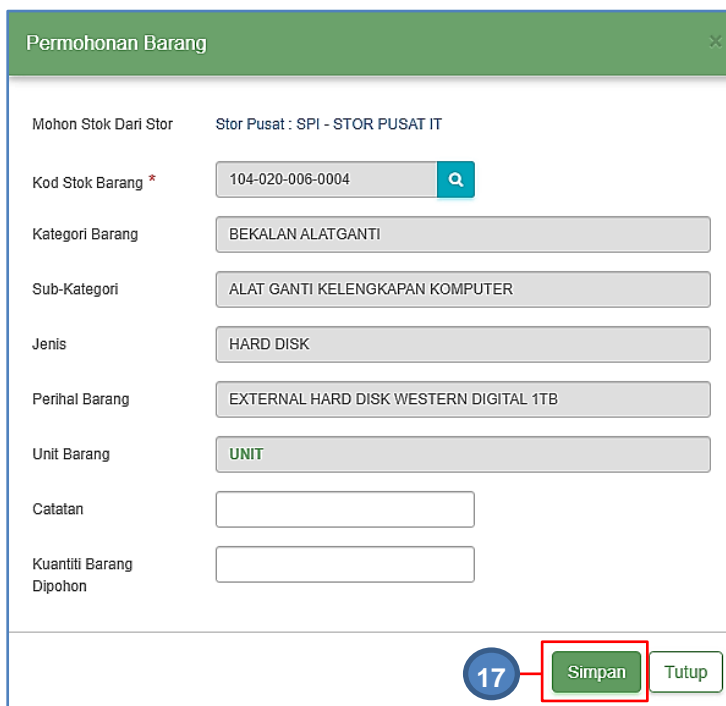 Permohonan Barang
×
Mohon Stok Dari Stor Stor Pusat : SPI - STOR PUSAT IT
Kod Stok Barang * 104-020-006-0004
Kategori Barang BEKALAN ALATGANTI
Sub-Kategori ALAT GANTI KELENGKAPAN KOMPUTER
Jenis HARD DISK
Perihal Barang EXTERNAL HARD DISK WESTERN DIGITAL 1TB
Unit Barang UNIT
Catatan
Kuantiti Barang
Dipohon
17 Simpan Tutup